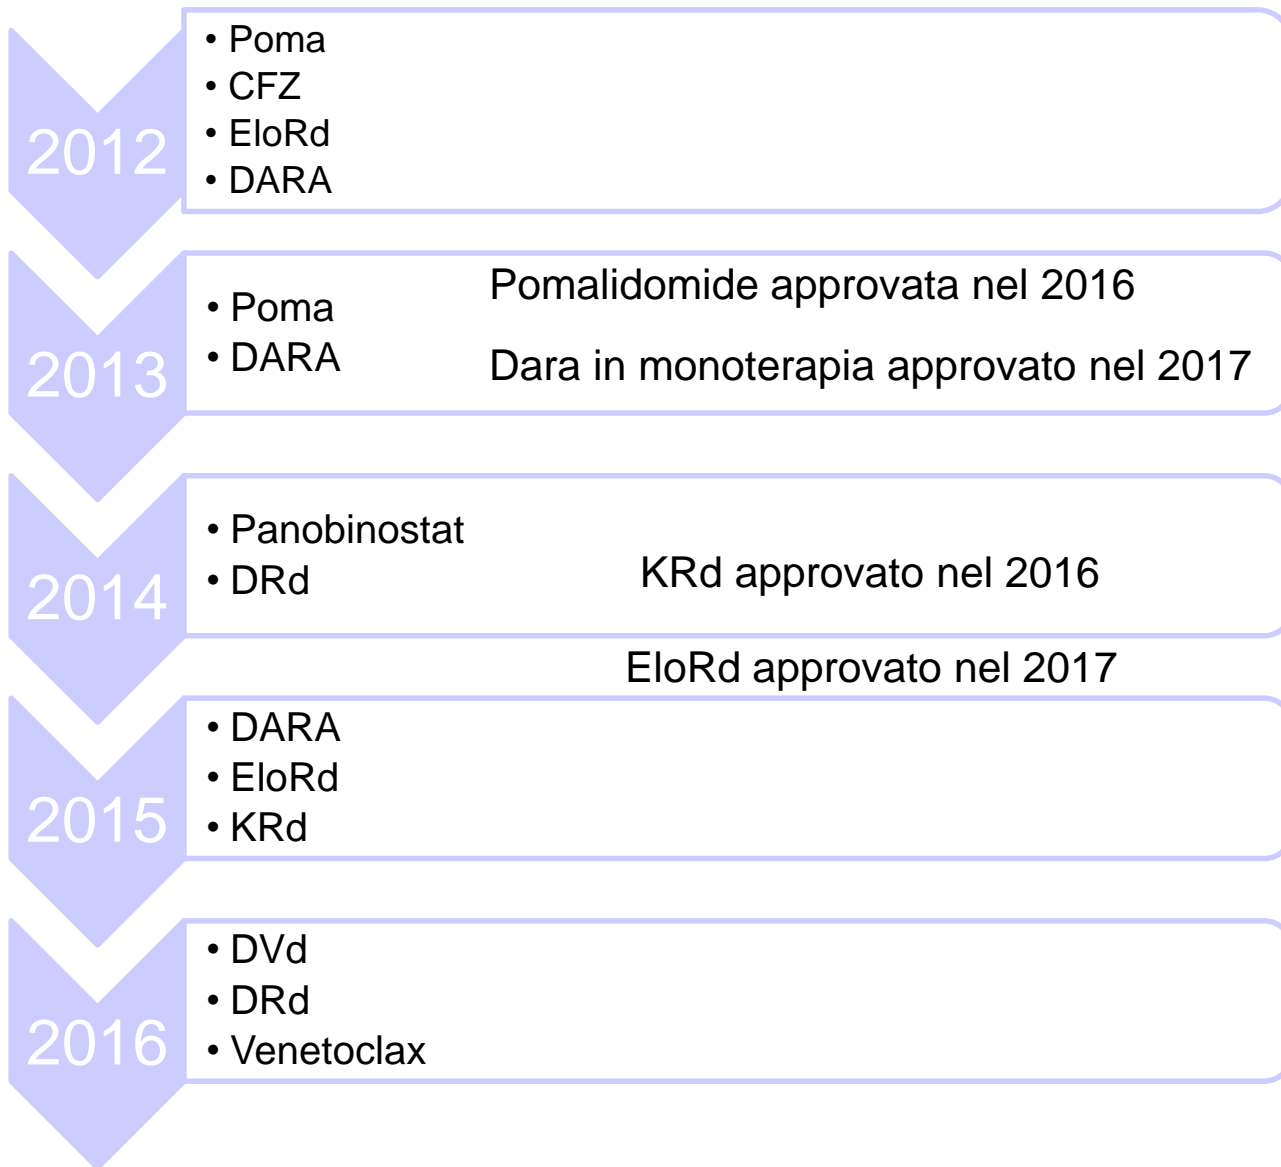 2012
• Poma
• CFZ
• EloRd
• DARA
2013
• Poma
• DARA
Pomalidomide approvata nel 2016
Dara in monoterapia approvato nel 2017
2014
• Panobinostat
• DRd
KRd approvato nel 2016
EloRd approvato nel 2017
2015
• DARA
• EloRd
• KRd
2016
• DVd
• DRd
• Venetoclax